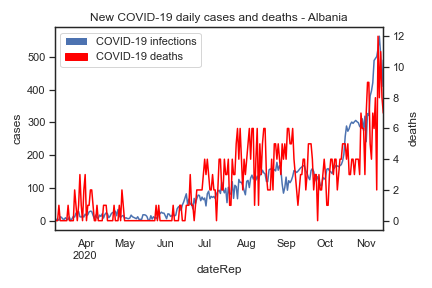 New COVID-19 daily cases and deaths - Albania
COVID-19 infections
COVID-19 deaths
500
400
300
200
100
0
cases
12
10
8
6
4
2
0
deaths
Apr May Jun Jul Aug Sep Oct Nov
2020
dateRep